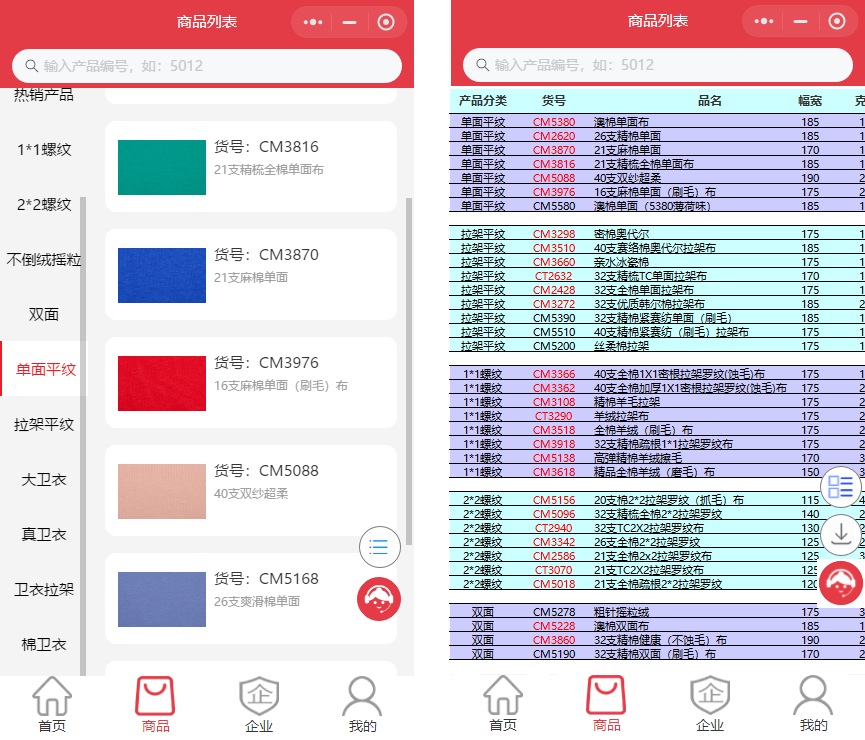 商品列表
输入产品编号，如：5012
热销产品
1*1螺纹
2*2螺纹
不倒绒摇粒
双面
单面平纹
拉架平纹
大卫衣
真卫衣
卫衣拉架
棉卫衣
货号：CM3816
21支精梳全棉单面布
货号：CM3870
21支麻棉单面
货号：CM3976
16支麻棉单面（刷毛）布
货号：CM5088
40支双纱超柔
货号：CM5168
26支爽滑棉单面
首页 商品 企业 我的
商品列表
输入产品编号，如：5012
产品分类 货号 品名 幅宽 克
单面平纹 CM5380 澳棉单面布 185 1
单面平纹 CM2620 26支精棉单面 185 1
单面平纹 CM3870 21支麻棉单面 170 1
单面平纹 CM3816 21支精梳全棉单面布 185 1
单面平纹 CM5088 40支双纱超柔 190 2
单面平纹 CM3976 16支麻棉单面（刷毛）布 175 2
单面平纹 CM5580 澳棉单面（5380薄荷味） 185 1
拉架平纹 CM3298 密棉奥代尔 175 1
拉架平纹 CM3510 40支赛络棉奥代尔拉架布 185 1
拉架平纹 CM3660 亲水冰瓷棉 175 1
拉架平纹 CT2632 32支精梳TC单面拉架布 170 1
拉架平纹 CM2428 32支全棉单面拉架布 175 1
拉架平纹 CM3272 32支优质韩尔棉拉架布 185 2
拉架平纹 CM5390 32支精棉紧赛纺单面（刷毛） 185 1
拉架平纹 CM5510 40支精棉紧赛纺（刷毛）拉架布 175 1
拉架平纹 CM5200 丝柔棉拉架 175 1
1*1螺纹 CM3366 40支全棉1X1密根拉架罗纹(蚀毛)布 175 2
1*1螺纹 CM3362 40支全棉加厚1X1密根拉架罗纹(蚀毛)布 175 2
1*1螺纹 CM3108 精棉羊毛拉架 175 2
1*1螺纹 CT3290 羊绒拉架布 175 2
1*1螺纹 CM3518 全棉羊绒（刷毛）布 175 2
1*1螺纹 CM3918 32支精棉疏根1*1拉架罗纹布 175 2
1*1螺纹 CM5138 高弹精棉羊绒擦毛 170 3
1*1螺纹 CM3618 精品全棉羊绒（磨毛）布 150 3
2*2螺纹 CM5156 20支棉2*2拉架罗纹（抓毛）布 115 4
2*2螺纹 CM5096 32支精梳全棉2*2拉架罗纹 140 2
2*2螺纹 CT2940 32支TC2X2拉架罗纹布 130
2*2螺纹 CM3342 26支全棉2*2拉架罗纹 125
2*2螺纹 CM2586 21支全棉2x2拉架罗纹布 125
2*2螺纹 CT3070 21支TC2X2拉架罗纹布 125
2*2螺纹 CM5018 21支全棉疏根2*2拉架罗纹 120
双面 CM5278 粗针摇粒绒 175 3
双面 CM5228 澳棉双面布 185 1
双面 CM3860 32支精棉健康（不蚀毛）布 190 2
双面 CM5190 32支精棉双面（刷毛）布 170 2
首页 商品 企业 我的